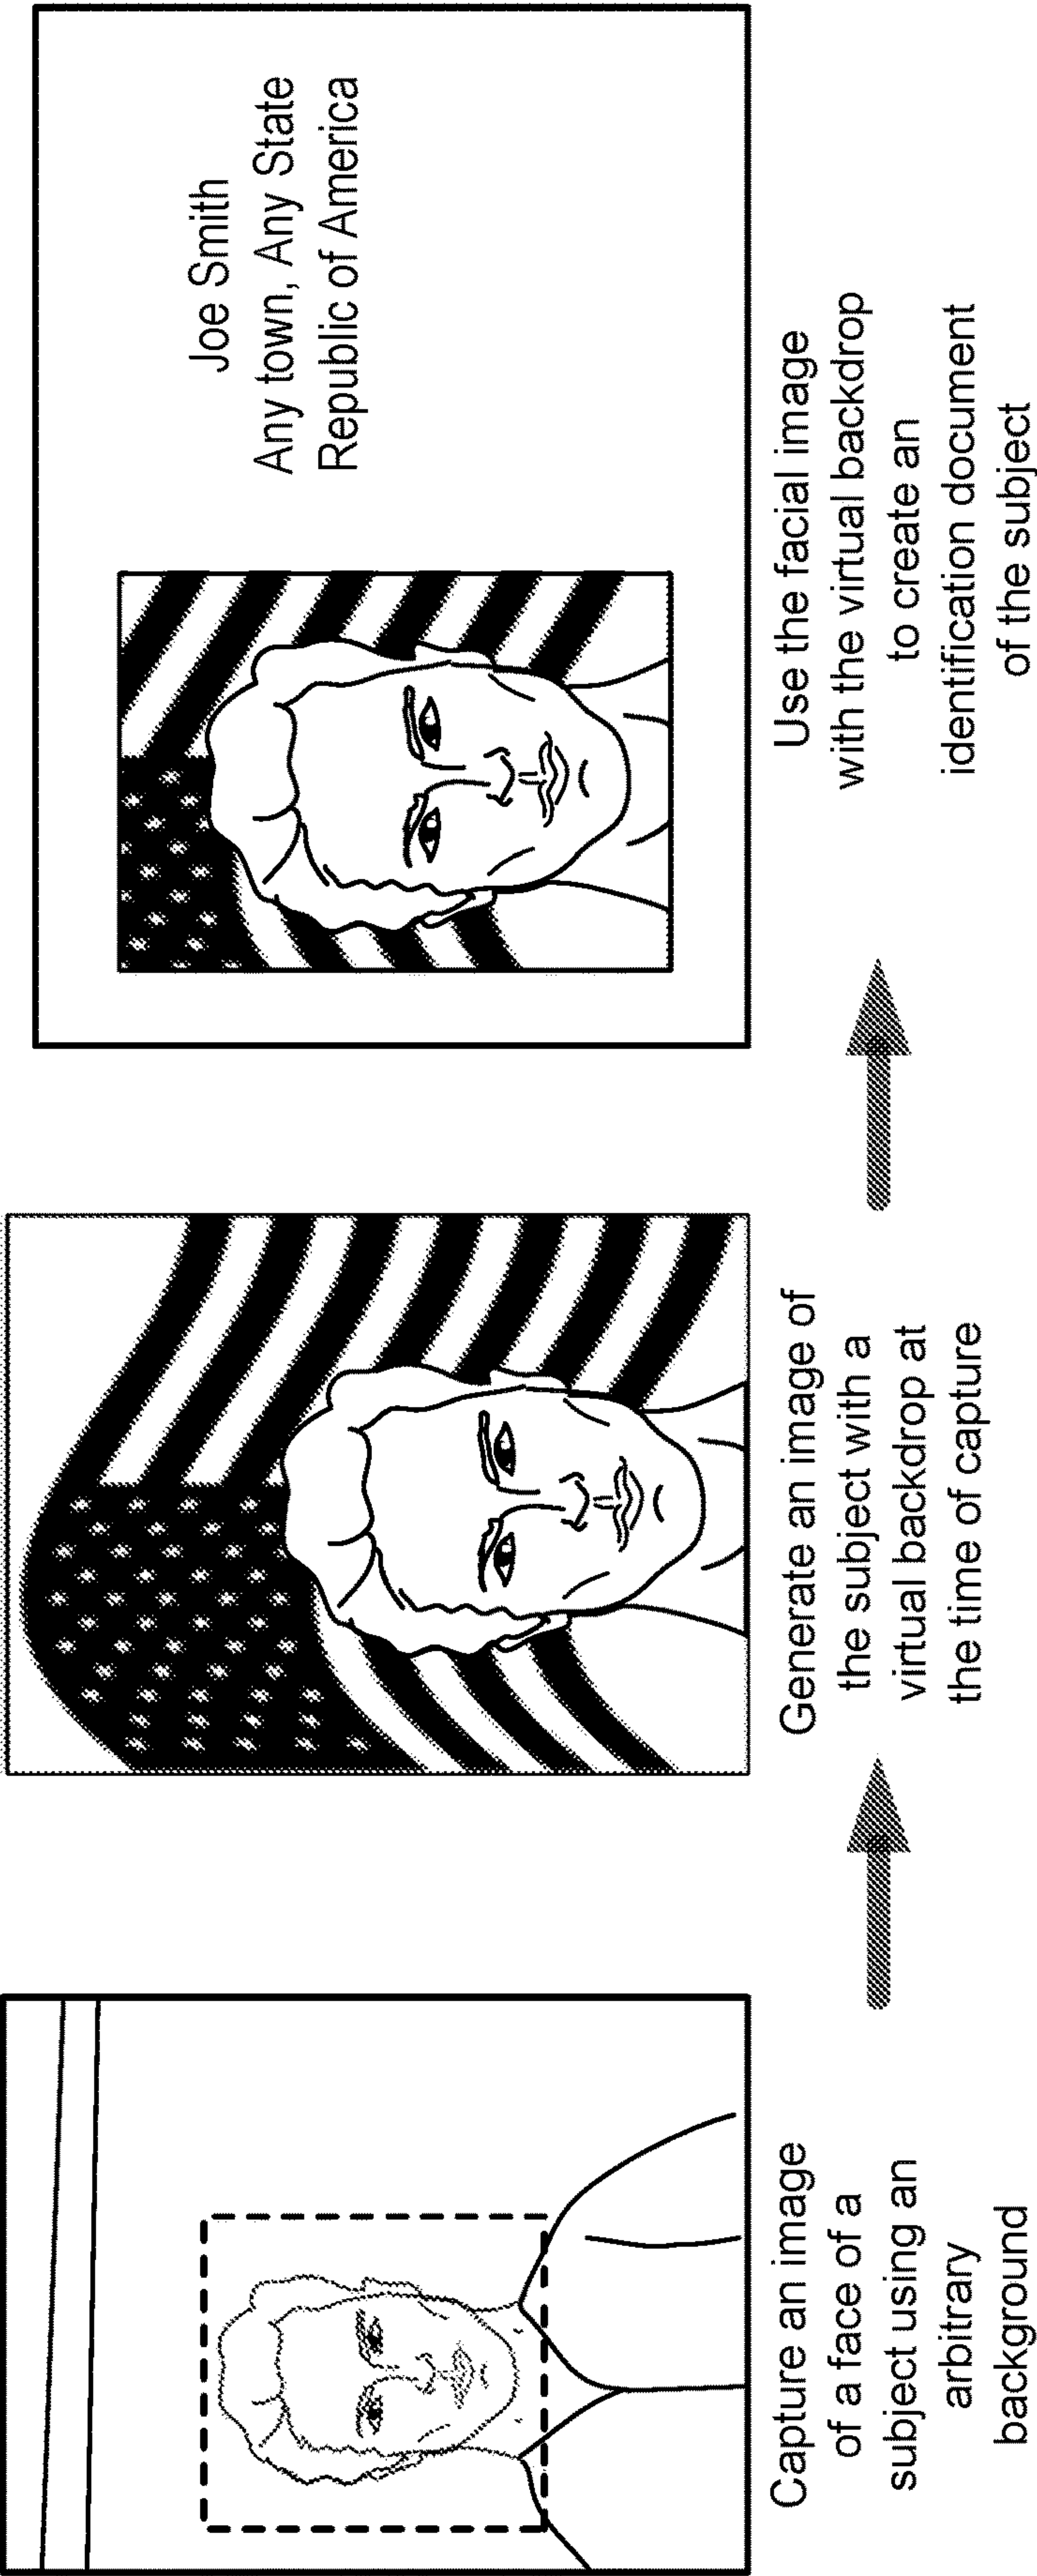 Capture an image
of a face of a
subject using an
arbitrary
background
Generate an image of
the subject with a
virtual backdrop at
the time of capture
Joe Smith
Any town, Any State
Republic of America
Use the facial image
with the virtual backdrop
to create an
identification document
of the subject